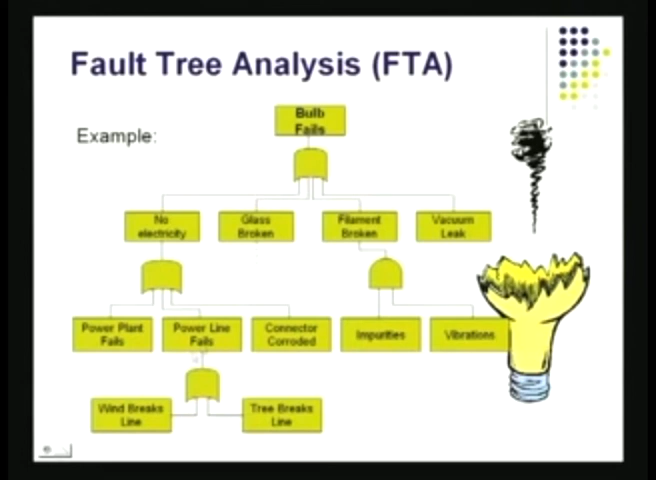 Fault Tree Analysis (FTA)
Example:
Bulb
Fails
No
electricity
Glass
Broken
Filament
Broken
Vacuum
Leak
Power Plant
Fails
Power Line
Fails
Connector
Corroded
Impurities
Vibrations
Wind Breaks
Line
Tree Breaks
Line